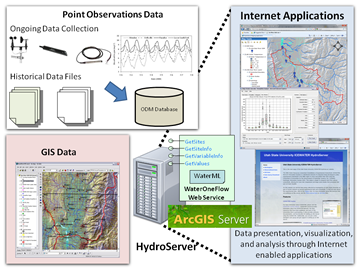 Point Observations Data
Ongoing Data Collection
Historical Data Files
ODM Database
GIS Data
GetSites
GetSiteInfo
GetVariableInfo
GetValues
WaterML
WaterOneFlow
Web Service
ArcGIS Server
HydroServer
Internet Applications
Data presentation, visualization,
and analysis through Internet
enabled applications